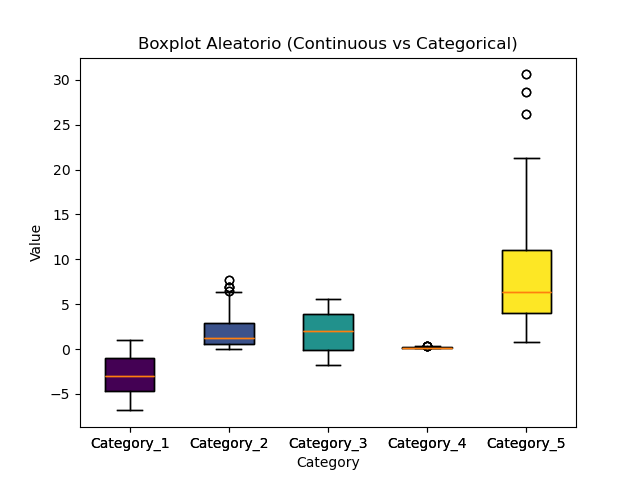 Boxplot Aleatorio (Continuous vs Categorical)
Value
30
25
20
15
10
5
0
−5
Category_1 Category_2 Category_3 Category_4 Category_5
Category